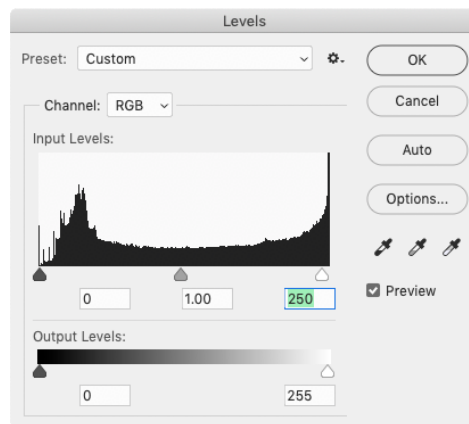 Levels
Preset: Custom
OK
Channel: RGB
Cancel
Input Levels:
Auto
Options...
0 1.00 250
Preview
Output Levels:
0 255